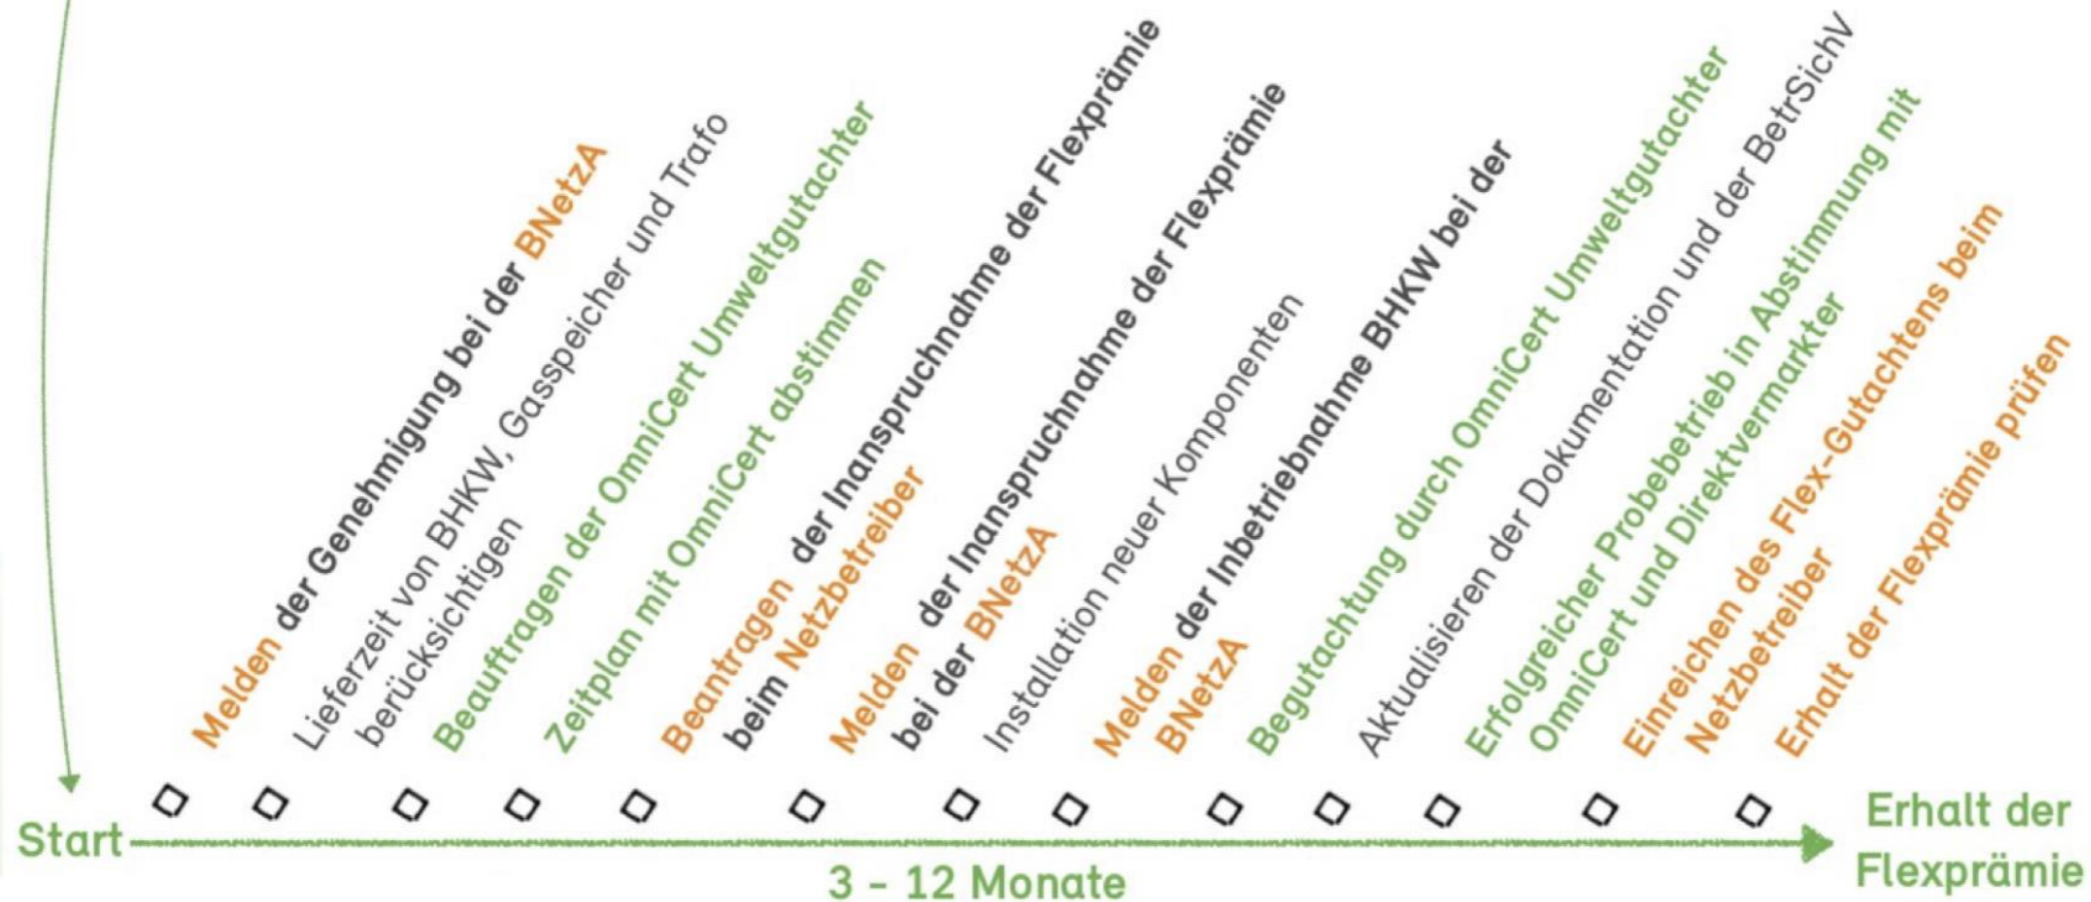 Melden der Genehmigung bei der BNetzA
Lieferzeit von BHKW, Gasspeicher und Trafo
berücksichtigen
Beauftragen der OmniCert Umweltgutachter
Zeitplan mit OmniCert abstimmen
Beantragen der Inanspruchnahme der Flexprämie
beim Netzbetreiber
Melden der Inanspruchnahme der Flexprämie
bei der BNetzA
Installation neuer Komponenten
Melden der Inbetriebnahme BHKW bei der
BNetzA
Begutachtung durch OmniCert Umweltgutachter
Aktualisieren der Dokumentation und der BetrSichV
Erfolgreicher Probebetrieb in Abstimmung mit
OmniCert und Direktvermarkter
Einreichen des Flex-Gutachtens beim
Netzbetreiber
Erhalt der Flexprämie prüfen
Start
3 - 12 Monate
Erhalt der
Flexprämie